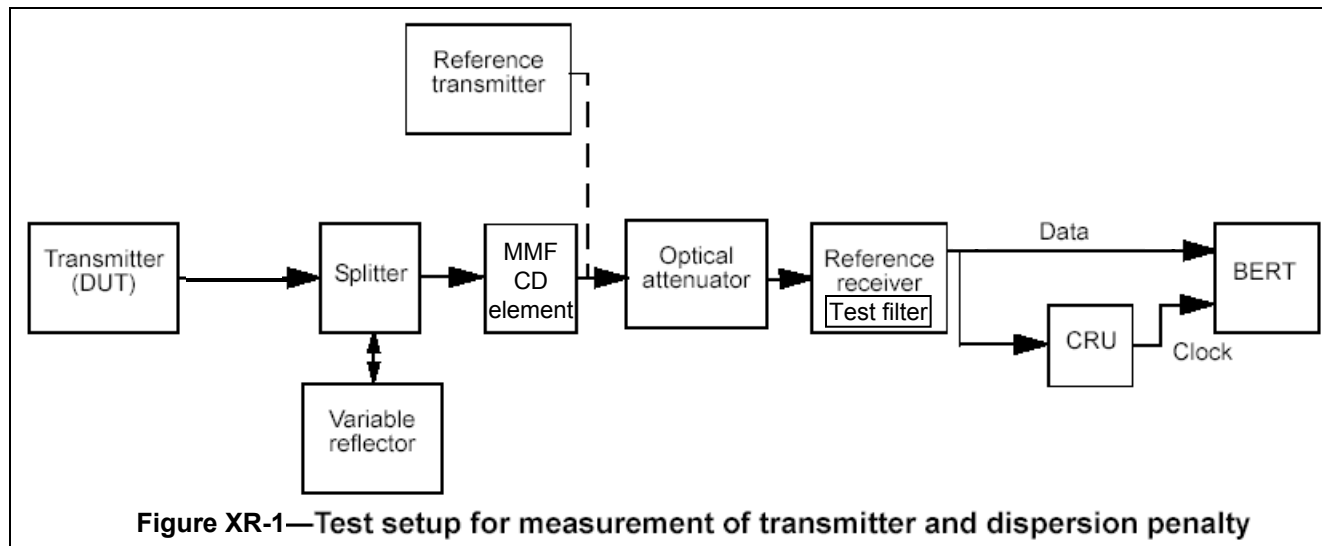 Reference
transmitter
Transmitter
(DUT)
Splitter
MMF
CD
element
Optical
attenuator
Reference
receiver
Test filter
Data
BERT
CRU
Clock
Variable
reflector
Figure XR-1—Test setup for measurement of transmitter and dispersion penalty